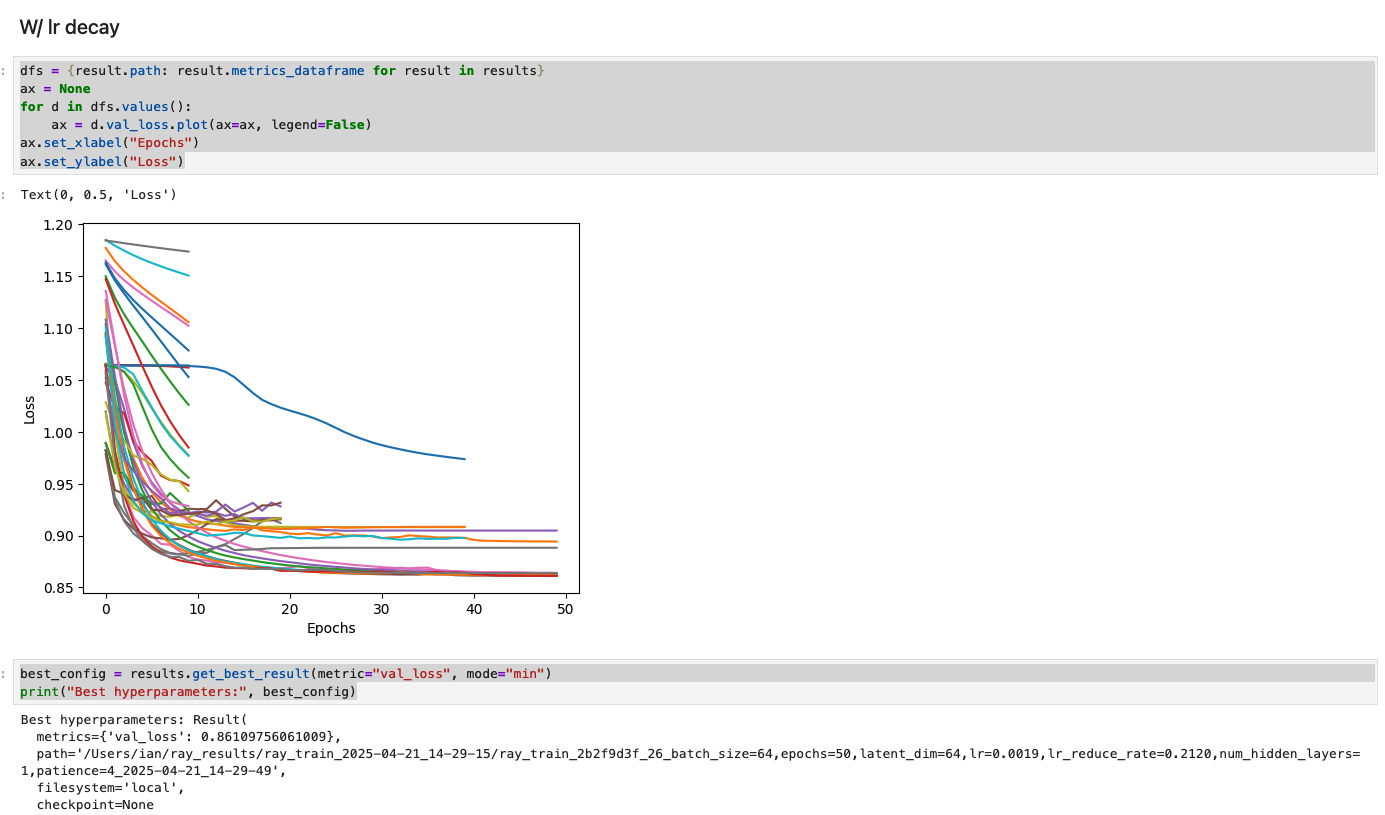 W/ lr decay
dfs = {result.path: result.metrics_dataframe for result in results}
ax = None
for d in dfs.values():
    ax = d.val_loss.plot(ax=ax, legend=False)
ax.set_xlabel("Epochs")
ax.set_ylabel("Loss")
Text(0, 0.5, 'Loss')
1.20
1.15
1.10
1.05
1.00
0.95
0.90
0.85
Loss
0 10 20 30 40 50
Epochs
best_config = results.get_best_result(metric="val_loss", mode="min")
print("Best hyperparameters:", best_config)
Best hyperparameters: Result(
  metrics={'val_loss': 0.86109756061009},
  path='/Users/ian/ray_results/ray_train_2025-04-21_14-29-15/ray_train_2b2f9d3f_26_batch_size=64,epochs=50,latent_dim=64,lr=0.0019,lr_reduce_rate=0.2120,num_hidden_layers=
1,patience=4_2025-04-21_14-29-49',
  filesystem='local',
  checkpoint=None